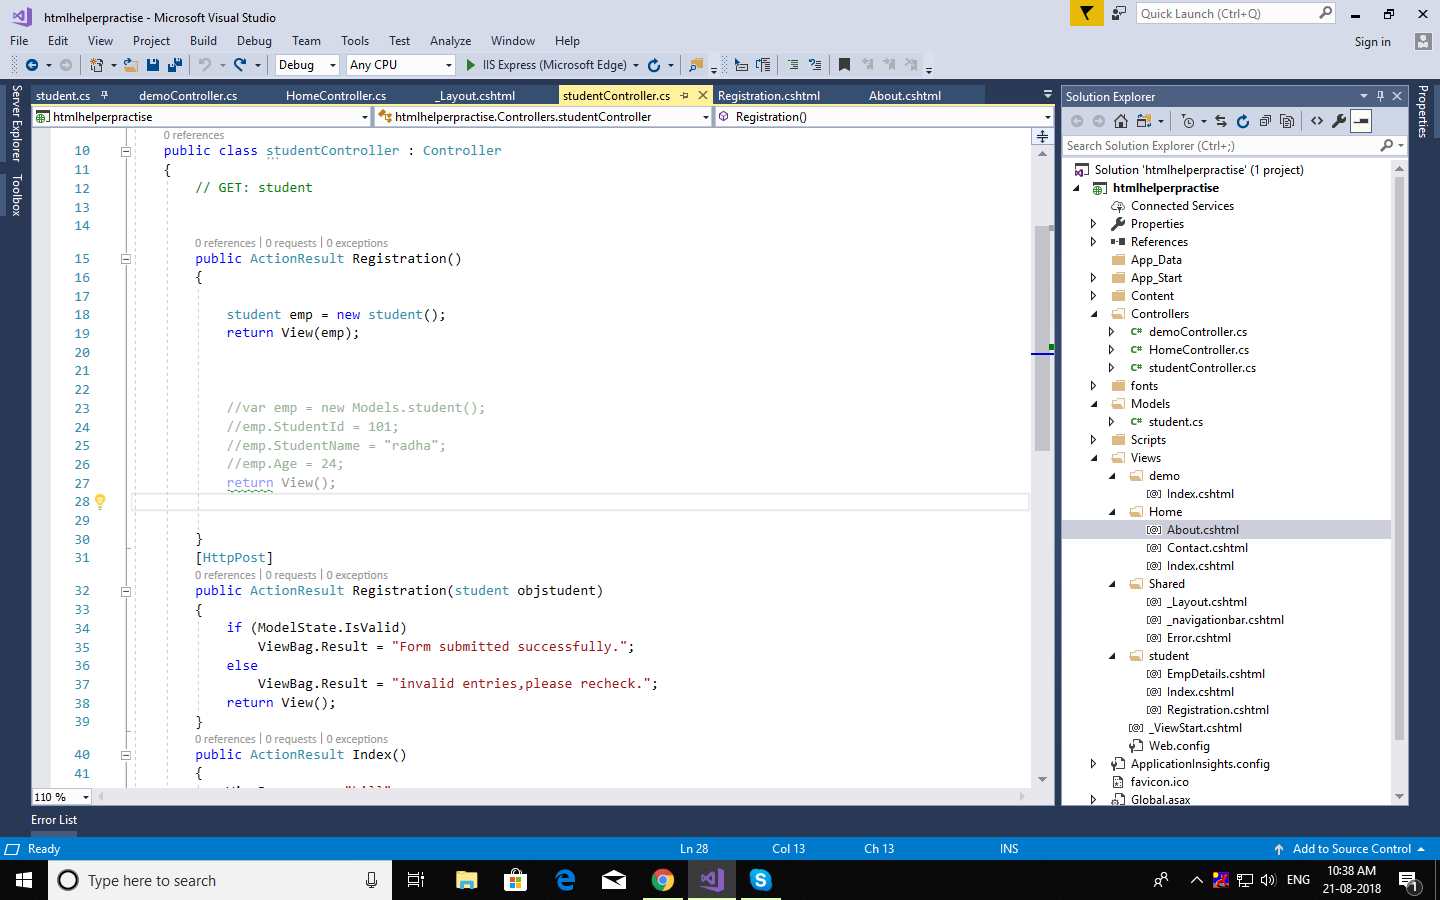 htmlhelperpractise - Microsoft Visual Studio
Quick Launch (Ctrl+Q)
File Edit View Project Build Debug Team Tools Test Analyze Window Help
Sign in
Debug Any CPU IIS Express (Microsoft Edge)
Server Explorer
Toolbox
student.cs demoController.cs HomeController.cs _Layout.cshtml studentController.cs Registration.cshtml About.cshtml
htmlhelperpractise htmlhelperpractise.Controllers.studentController Registration()
0 references
10 public class studentController : Controller
11 {
12 // GET: student
13
14
0 references | 0 requests | 0 exceptions
15 public ActionResult Registration()
16 {
17
18 student emp = new student();
19 return View(emp);
20
21
22
23 //var emp = new Models.student();
24 //emp.StudentId = 101;
25 //emp.StudentName = "radha";
26 //emp.Age = 24;
27 return View();
28
29
30 }
31 [HttpPost]
0 references | 0 requests | 0 exceptions
32 public ActionResult Registration(student objstudent)
33 {
34 if (ModelState.IsValid)
35 ViewBag.Result = "Form submitted successfully.";
36 else
37 ViewBag.Result = "invalid entries,please recheck.";
38 return View();
39 }
0 references | 0 requests | 0 exceptions
40 public ActionResult Index()
41 {
110 %
Solution Explorer
Search Solution Explorer (Ctrl+;)
Solution 'htmlhelperpractise' (1 project)
htmlhelperpractise
Connected Services
Properties
References
App_Data
App_Start
Content
Controllers
C# demoController.cs
C# HomeController.cs
C# studentController.cs
fonts
Models
C# student.cs
Scripts
Views
demo
[@] Index.cshtml
Home
[@] About.cshtml
[@] Contact.cshtml
[@] Index.cshtml
Shared
[@] _Layout.cshtml
[@] _navigationbar.cshtml
[@] Error.cshtml
student
[@] EmpDetails.cshtml
[@] Index.cshtml
[@] Registration.cshtml
[@] _ViewStart.cshtml
Web.config
ApplicationInsights.config
favicon.ico
Global.asax
Properties
Error List
Ready Ln 28 Col 13 Ch 13 INS Add to Source Control
Type here to search
ENG
10:38 AM
21-08-2018
1